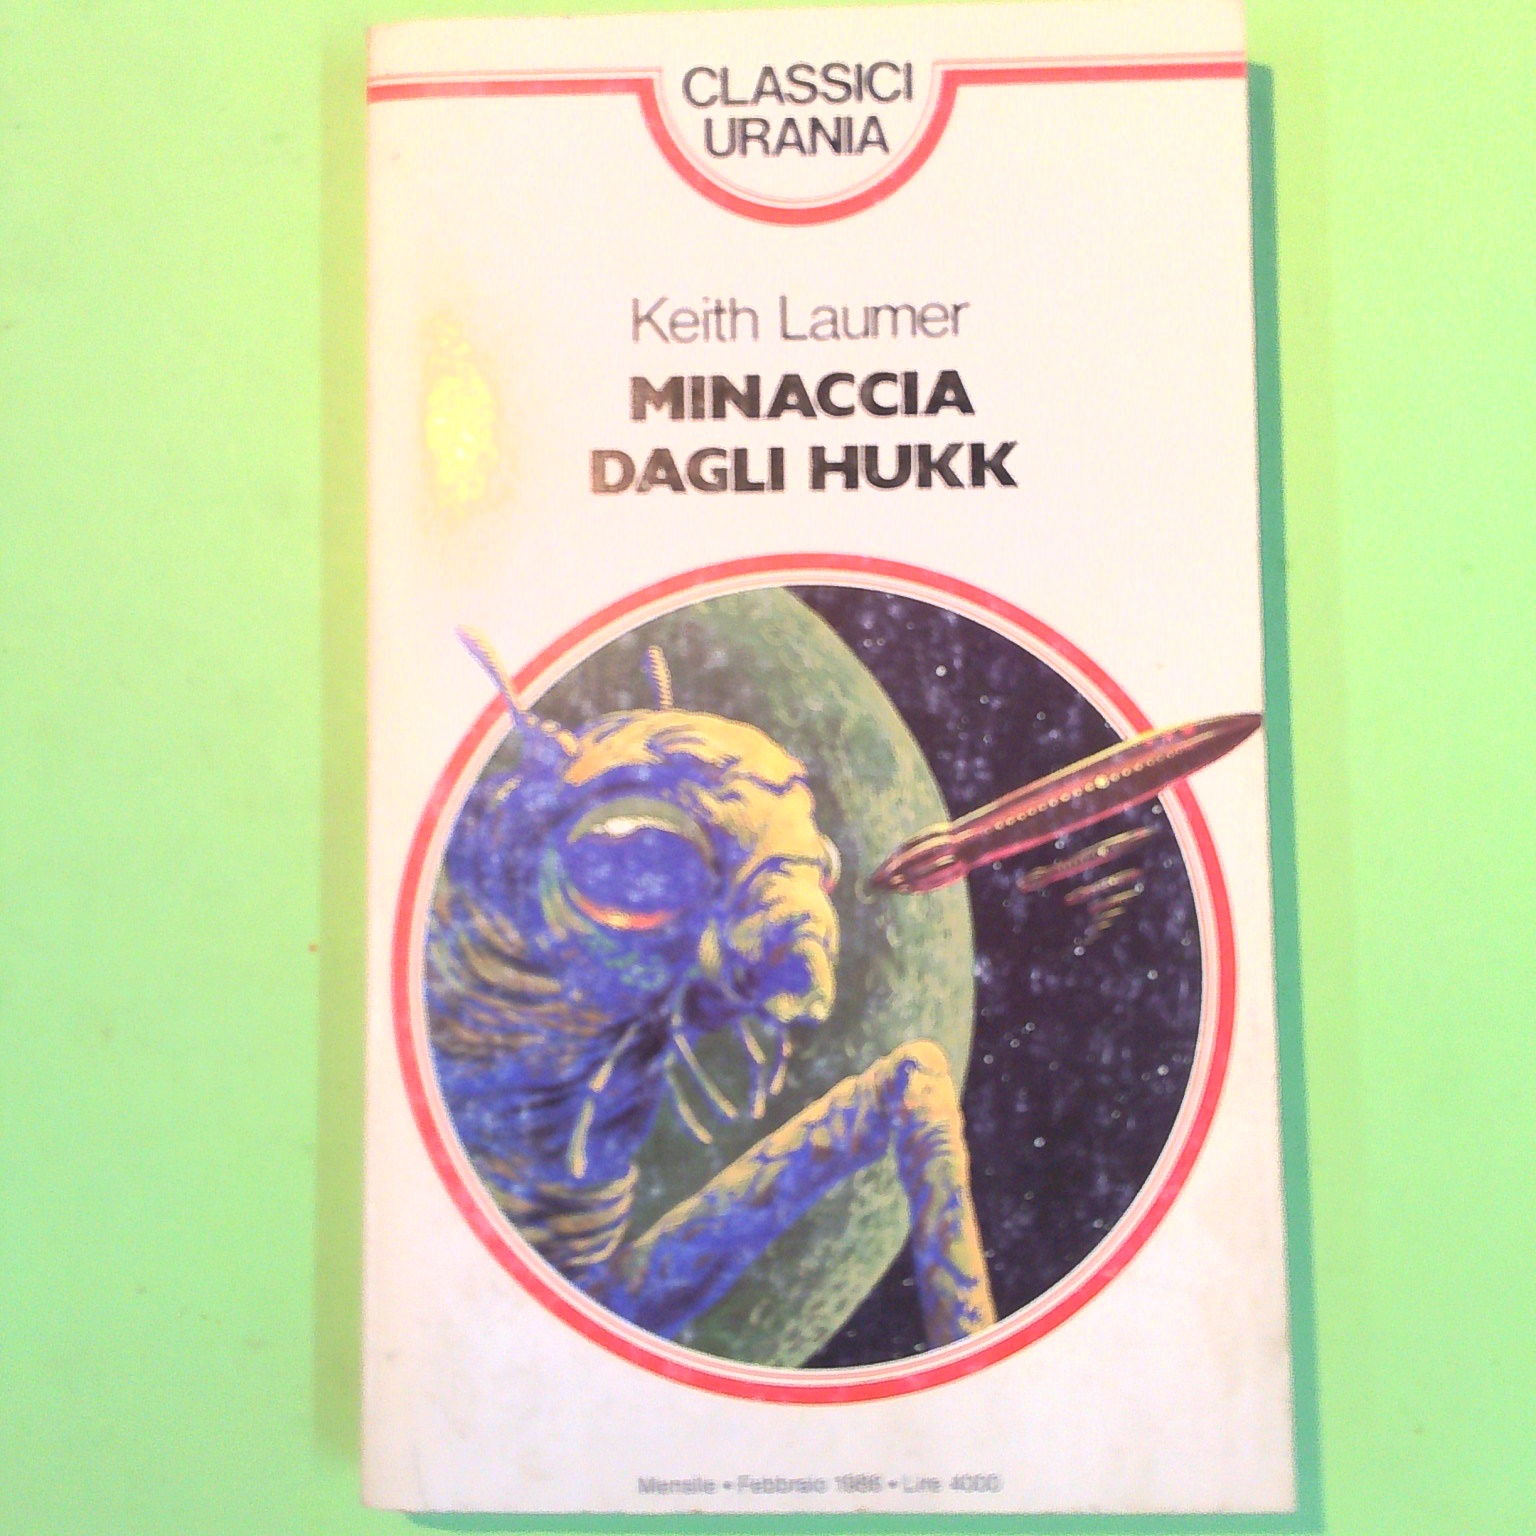 CLASSICI
URANIA
Keith Laumer
MINACCIA
DAGLI HUKK
Mensile • Febbraio 1986 • Lire 4000